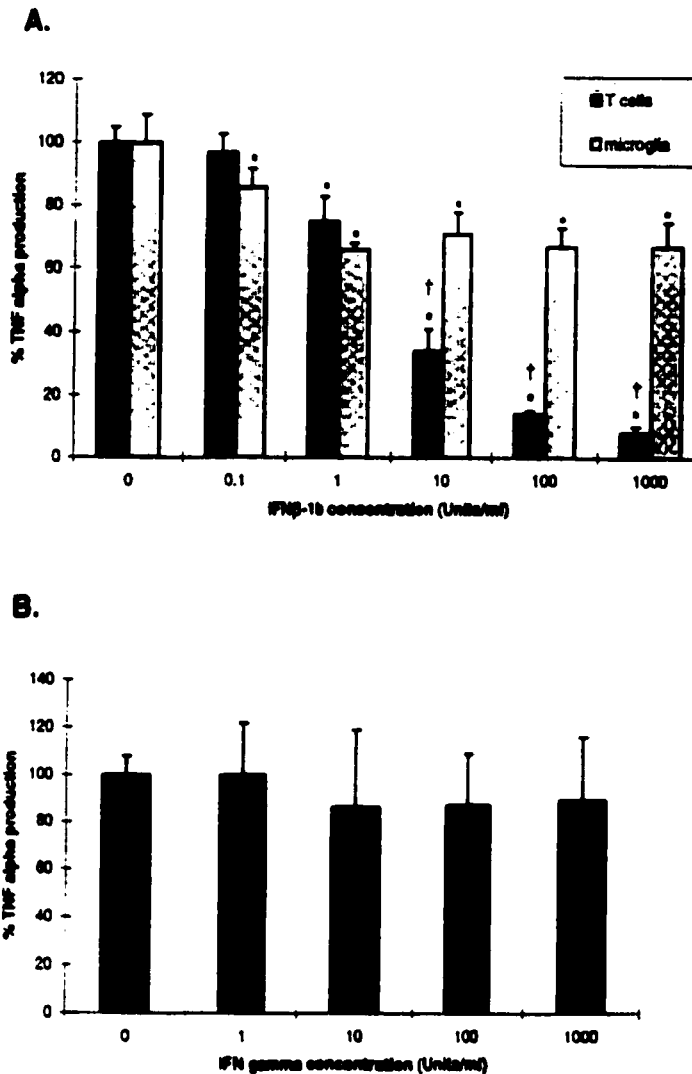 A.
120
100
80
60
40
20
0
% TNF alpha production
T cells
microglia
†
†
†
0 0.1 1 10 100 1000
IFNβ-1b concentration (Units/ml)
B.
140
120
100
80
60
40
20
0
% TNF alpha production
0 1 10 100 1000
IFN gamma concentration (Units/ml)